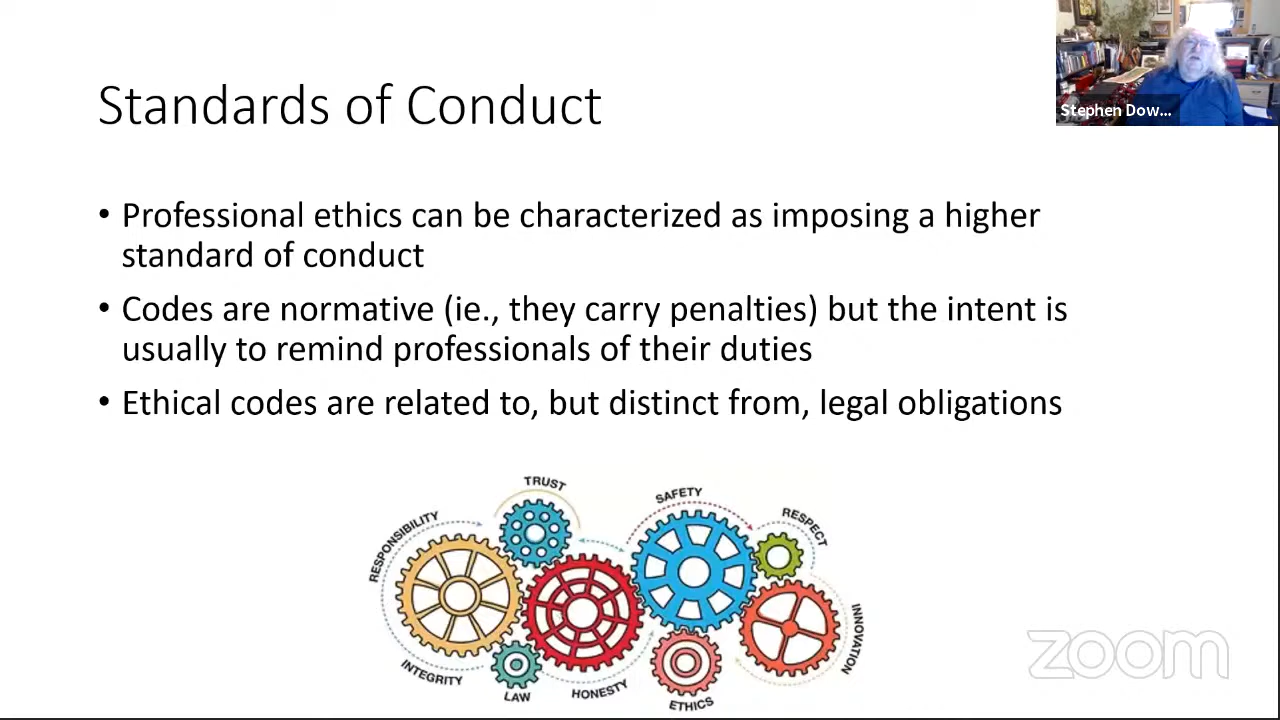 Stephen Dow...
Standards of Conduct
• Professional ethics can be characterized as imposing a higher
standard of conduct
• Codes are normative (ie., they carry penalties) but the intent is
usually to remind professionals of their duties
• Ethical codes are related to, but distinct from, legal obligations
TRUST
SAFETY
RESPONSIBILITY
RESPECT
INNOVATION
INTEGRITY
LAW
HONESTY
ETHICS
zoom